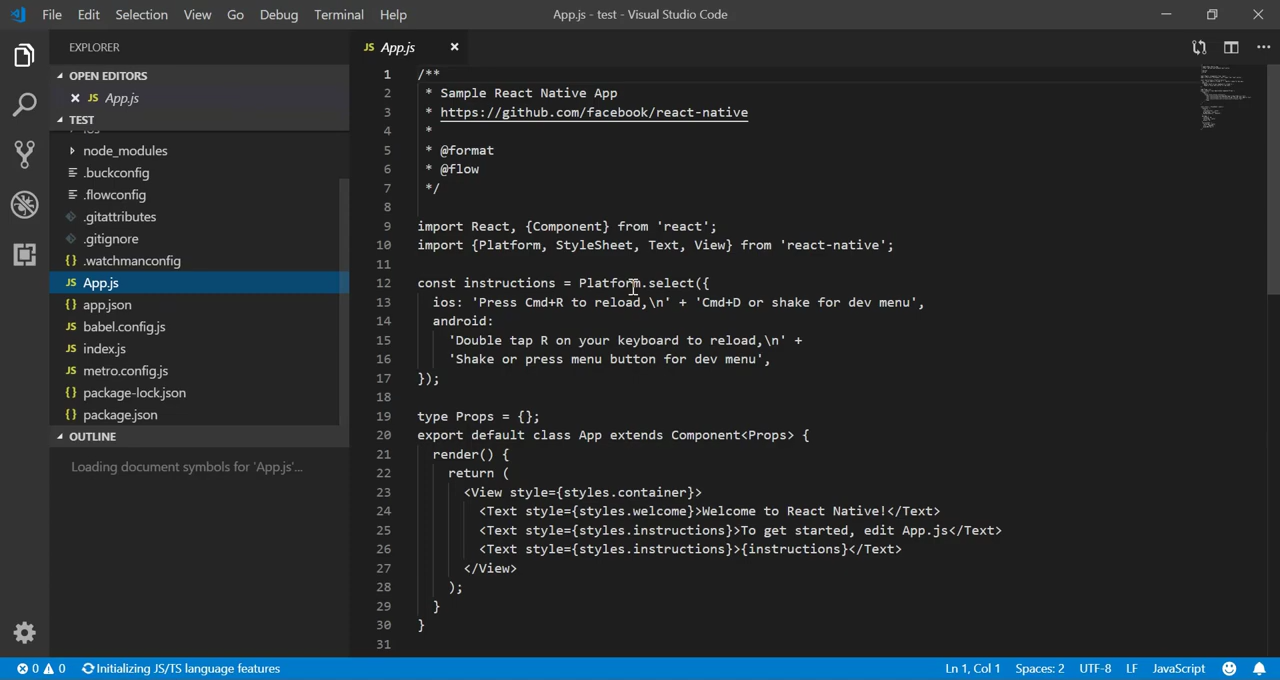 File Edit Selection View Go Debug Terminal Help App.js - test - Visual Studio Code
EXPLORER
OPEN EDITORS
JS App.js
TEST
node_modules
.buckconfig
.flowconfig
.gitattributes
.gitignore
{} .watchmanconfig
JS App.js
{} app.json
JS babel.config.js
JS index.js
JS metro.config.js
{} package-lock.json
{} package.json
OUTLINE
Loading document symbols for 'App.js'...
JS App.js
1 /**
2 * Sample React Native App
3 * https://github.com/facebook/react-native
4 *
5 * @format
6 * @flow
7 */
8
9 import React, {Component} from 'react';
10 import {Platform, StyleSheet, Text, View} from 'react-native';
11
12 const instructions = Platform.select({
13 ios: 'Press Cmd+R to reload,\n' + 'Cmd+D or shake for dev menu',
14 android:
15 'Double tap R on your keyboard to reload,\n' +
16 'Shake or press menu button for dev menu',
17 });
18
19 type Props = {};
20 export default class App extends Component<Props> {
21 render() {
22 return (
23 <View style={styles.container}>
24 <Text style={styles.welcome}>Welcome to React Native!</Text>
25 <Text style={styles.instructions}>To get started, edit App.js</Text>
26 <Text style={styles.instructions}>{instructions}</Text>
27 </View>
28 );
29 }
30 }
31
0 0 Initializing JS/TS language features Ln 1, Col 1 Spaces: 2 UTF-8 LF JavaScript